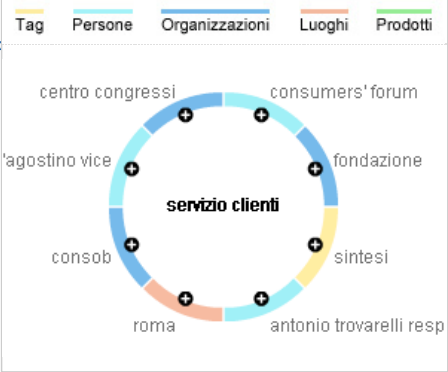 Tag Persone Organizzazioni Luoghi Prodotti
centro congressi consumers' forum
'agostino vice fondazione
servizio clienti
consob sintesi
roma antonio trovarelli resp